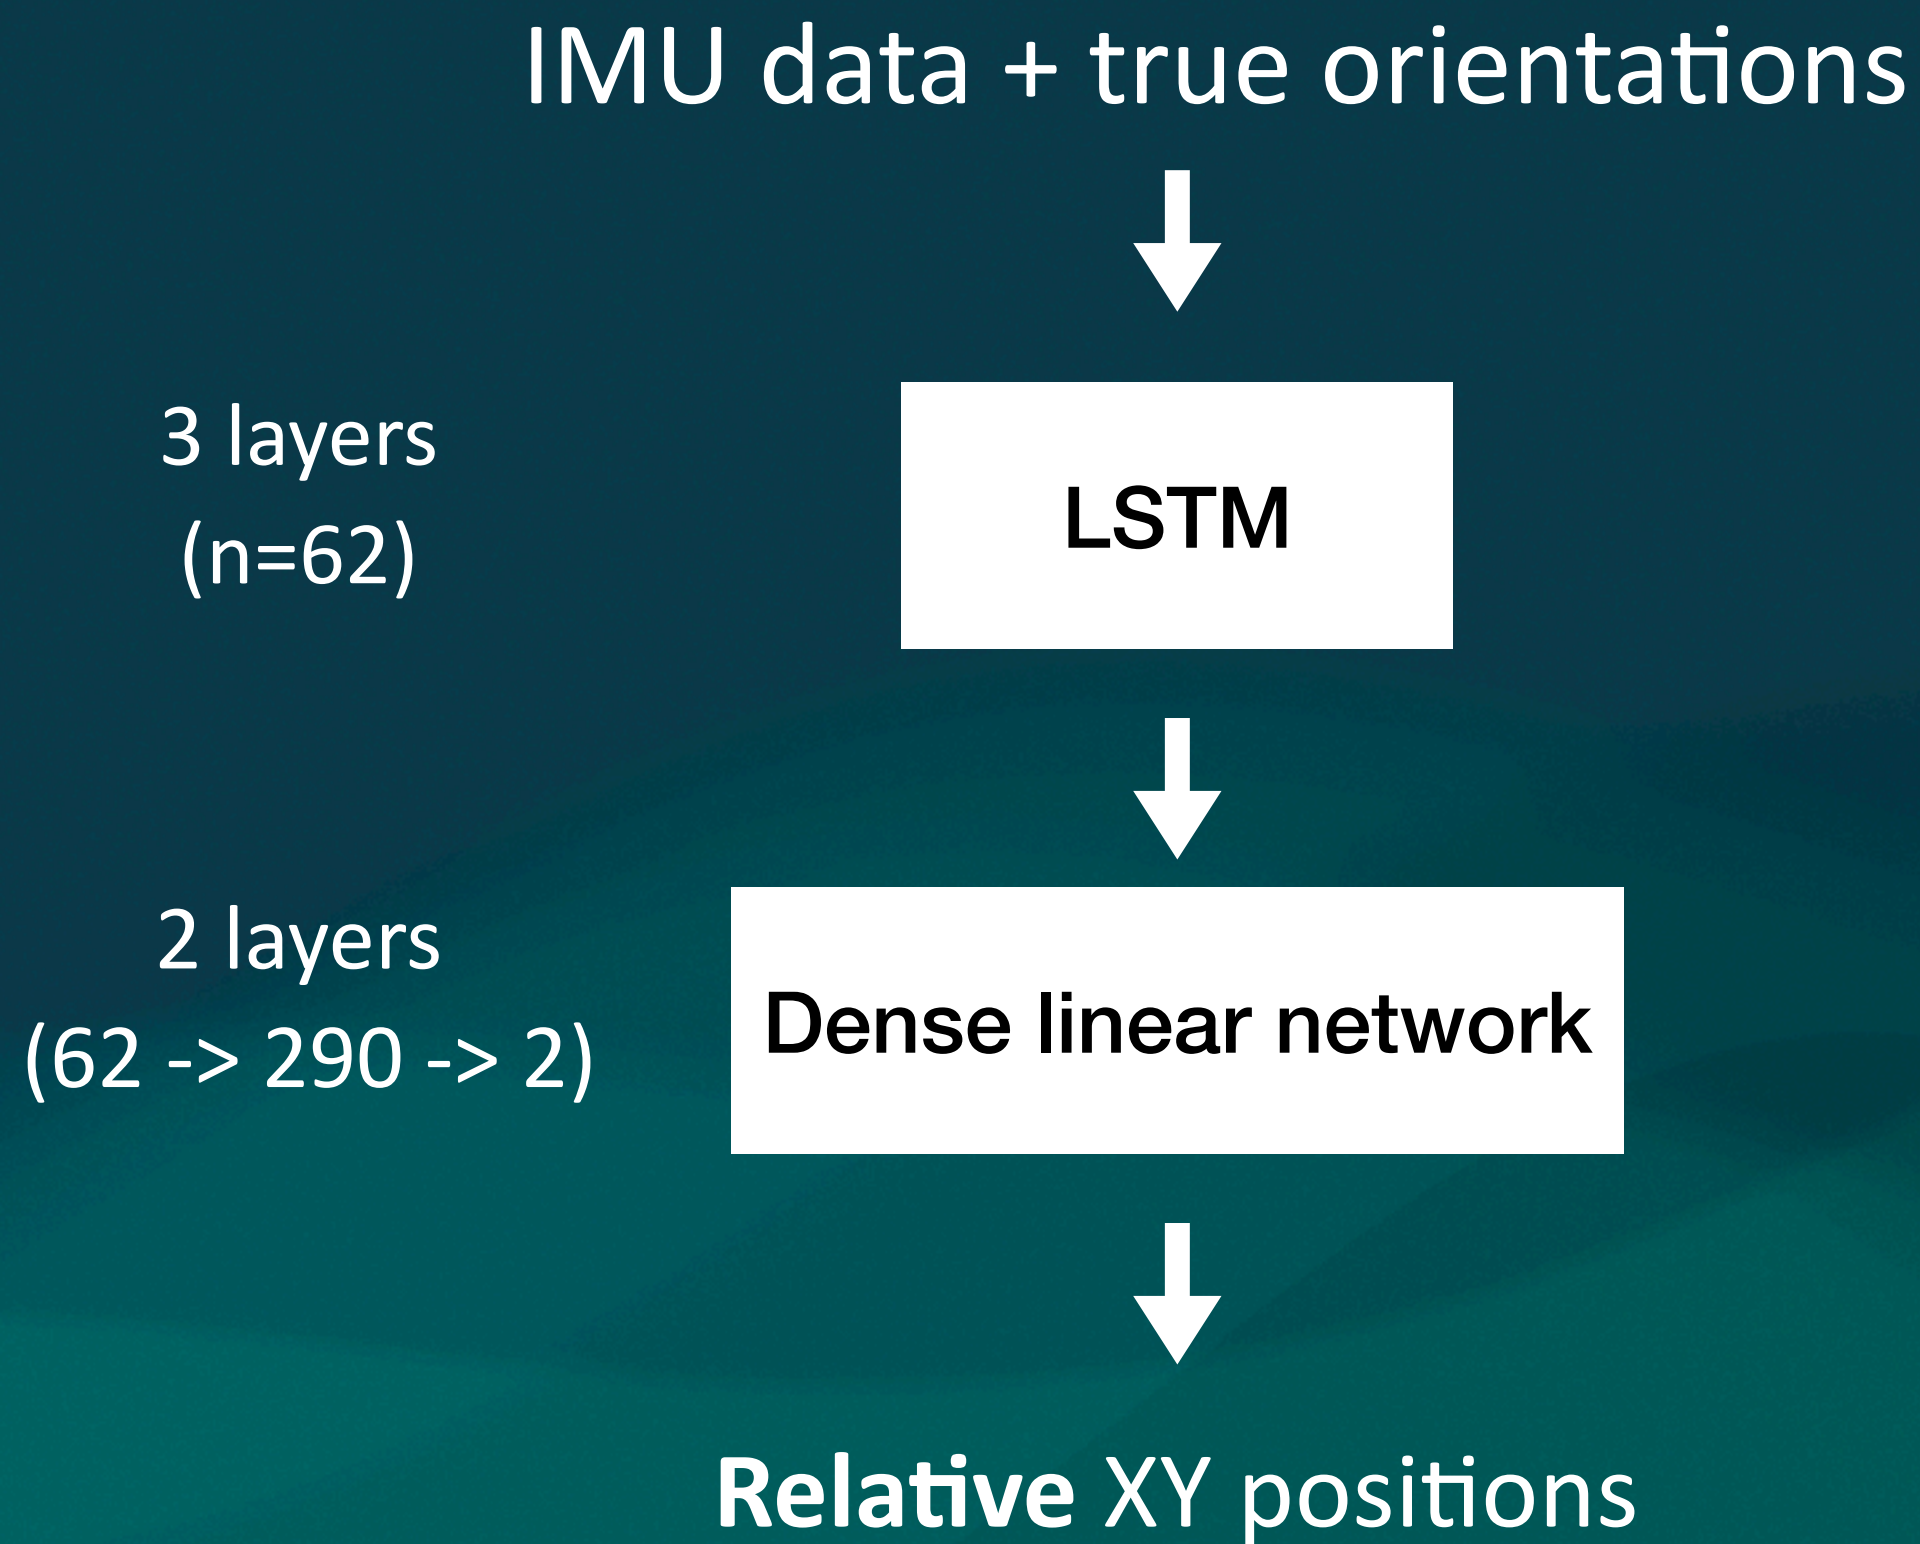 IMU data + true orientations
3 layers
(n=62)
LSTM
2 layers
(62 -> 290 -> 2)
Dense linear network
Relative XY positions